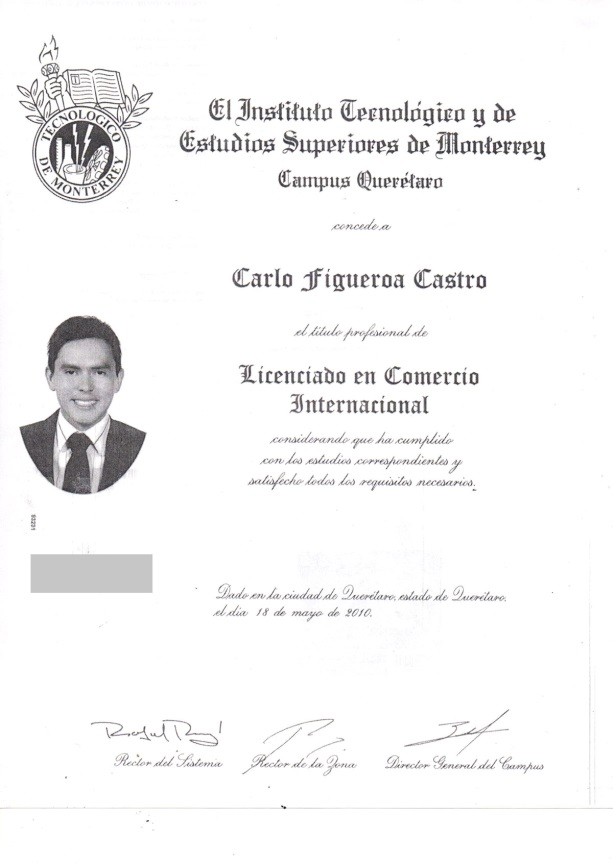 TECNOLOGICO
DE MONTERREY
El Instituto Tecnológico y de
Estudios Superiores de Monterrey
Campus Querétaro
concede a
Carlo Figueroa Castro
el título profesional de
Licenciado en Comercio
Internacional
considerando que ha cumplido
con los estudios correspondientes y
satisfecho todos los requisitos necesarios.
Dado en la ciudad de Querétaro, estado de Querétaro,
el día 18 de mayo de 2010.
Rector del Sistema
Rector de la Zona
Director General del Campus